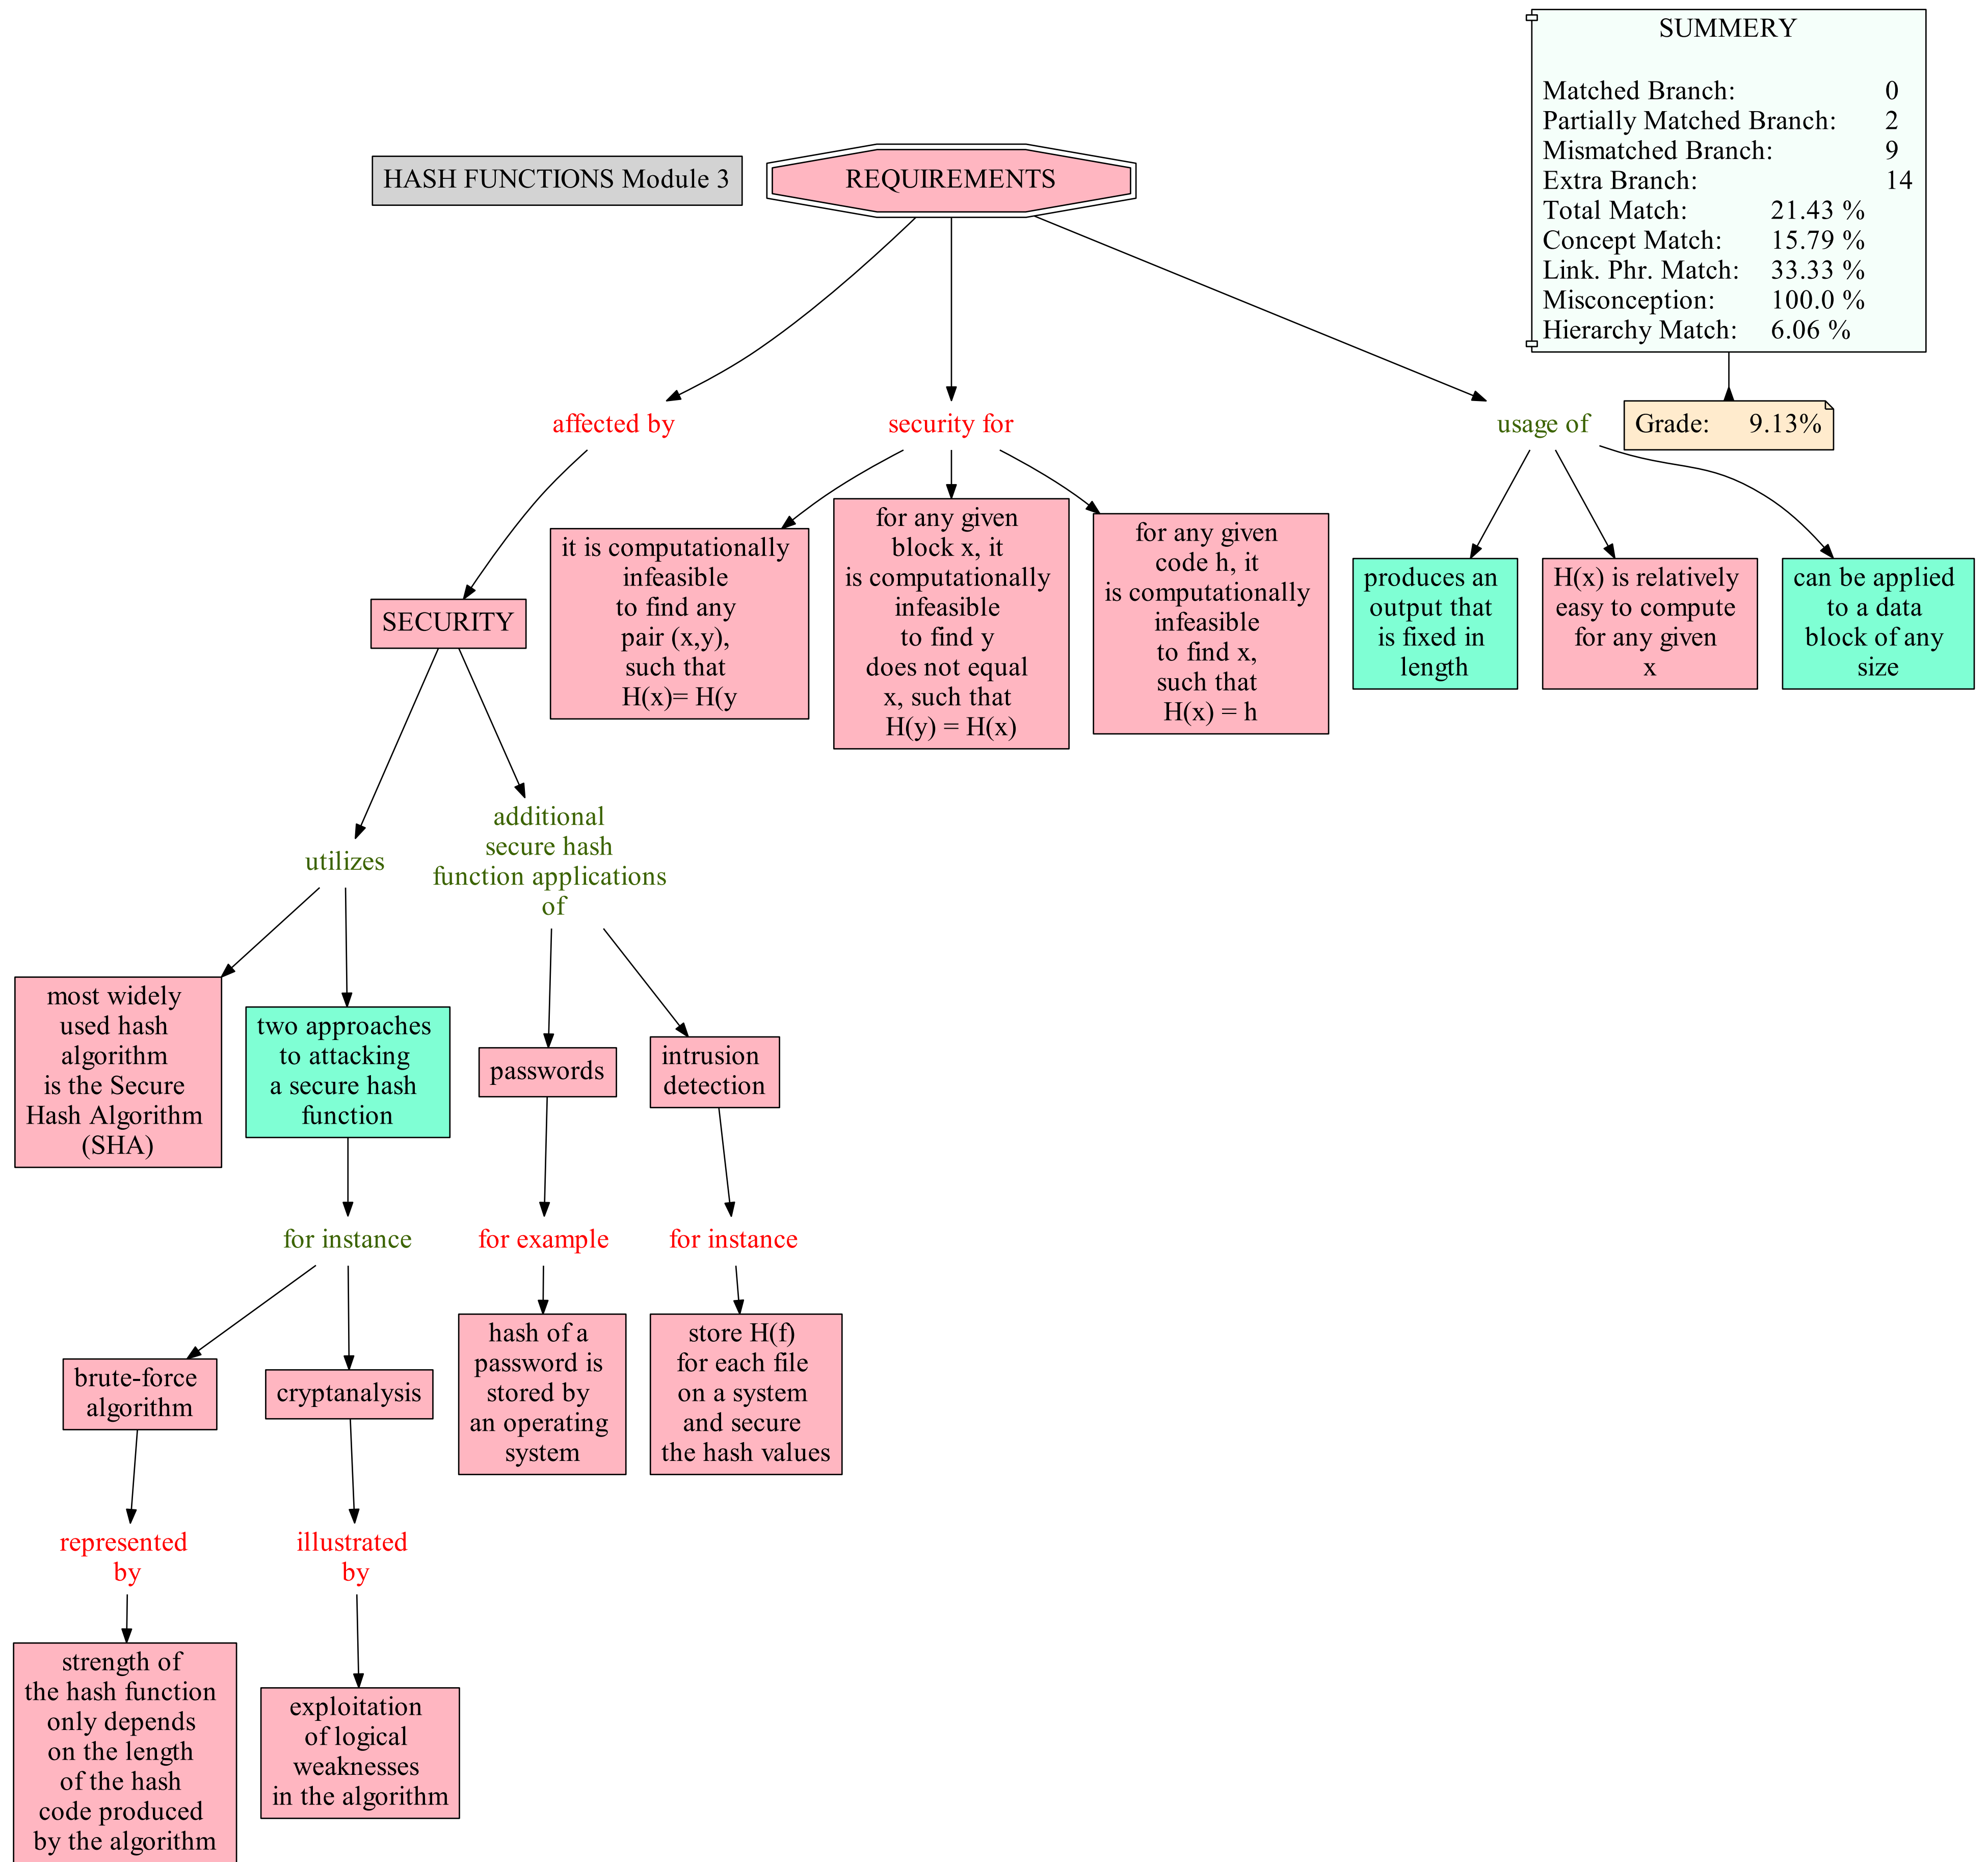 SUMMERY
Matched Branch: 0
Partially Matched Branch: 2
Mismatched Branch: 9
Extra Branch: 14
Total Match: 21.43 %
Concept Match: 15.79 %
Link. Phr. Match: 33.33 %
Misconception: 100.0 %
Hierarchy Match: 6.06 %
HASH FUNCTIONS Module 3
REQUIREMENTS
affected by
security for
usage of
Grade: 9.13%
it is computationally
infeasible
to find any
pair (x,y),
such that
H(x)= H(y
for any given
block x, it
is computationally
infeasible
to find y
does not equal
x, such that
H(y) = H(x)
for any given
code h, it
is computationally
infeasible
to find x,
such that
H(x) = h
produces an
output that
is fixed in
length
H(x) is relatively
easy to compute
for any given
x
can be applied
to a data
block of any
size
SECURITY
utilizes
additional
secure hash
function applications
of
most widely
used hash
algorithm
is the Secure
Hash Algorithm
(SHA)
two approaches
to attacking
a secure hash
function
passwords
intrusion
detection
for instance
for example
for instance
brute-force
algorithm
cryptanalysis
hash of a
password is
stored by
an operating
system
store H(f)
for each file
on a system
and secure
the hash values
represented
by
illustrated
by
strength of
the hash function
only depends
on the length
of the hash
code produced
by the algorithm
exploitation
of logical
weaknesses
in the algorithm